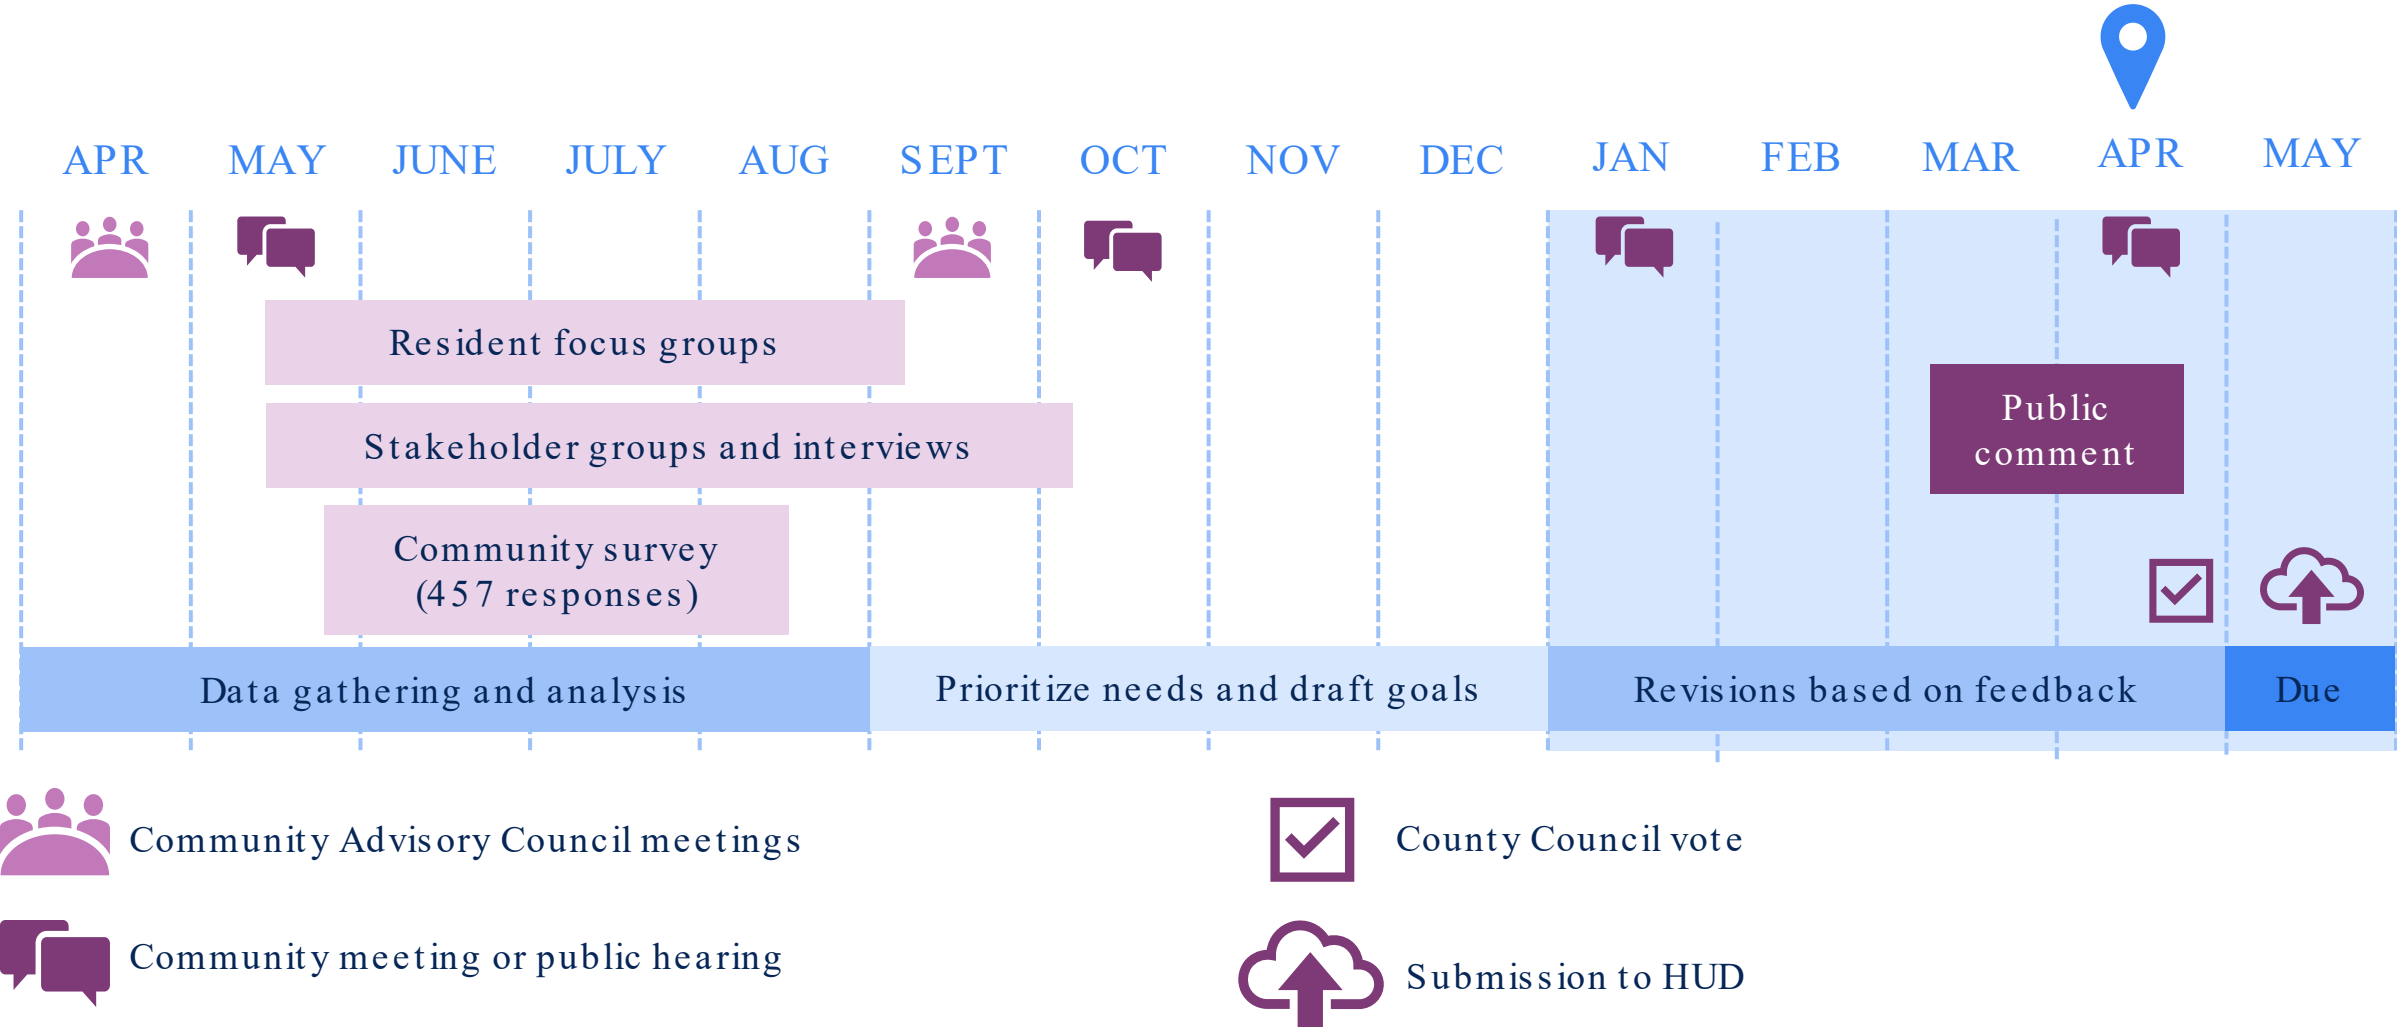 APR MAY JUNE JULY AUG SEPT OCT NOV DEC JAN FEB MAR APR MAY
Resident focus groups
Stakeholder groups and interviews
Public
comment
Community survey
(457 responses)
Data gathering and analysis
Prioritize needs and draft goals
Revisions based on feedback
Due
Community Advisory Council meetings
County Council vote
Community meeting or public hearing
Submission to HUD